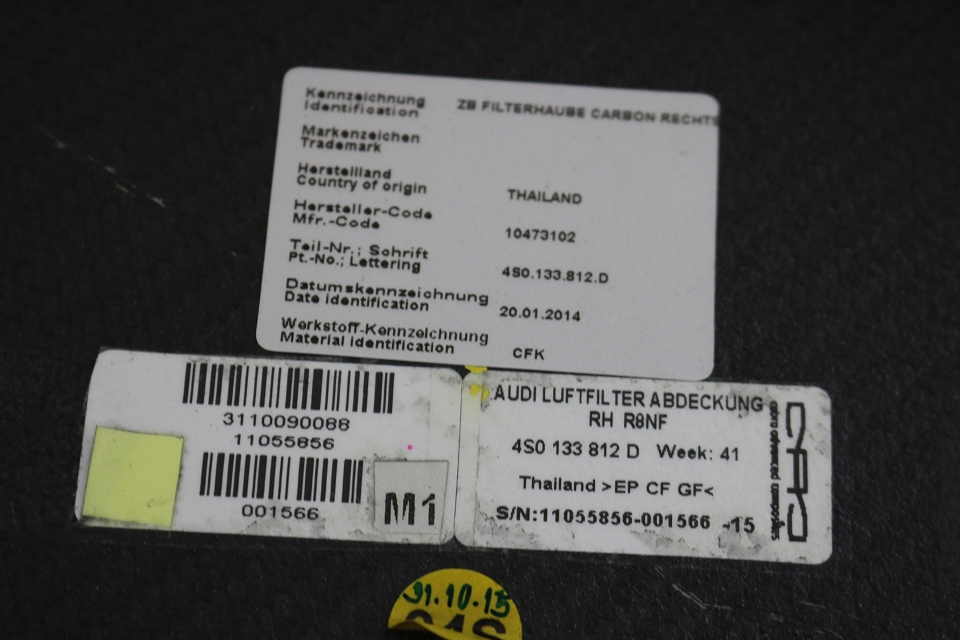 Kennzeichnung ZB FILTERHAUBE CARBON RECHTS
Identification
Markenzeichen
Trademark
Herstellland
Country of origin THAILAND
Hersteller-Code
Mfr.-Code 10473102
Teil-Nr.; Schrift
Pt.-No.; Lettering 4S0.133.812.D
Datumskennzeichnung
Date identification 20.01.2014
Werkstoff-Kennzeichnung
Material identification CFK
3110090088
11055856
001566
M1
AUDI LUFTFILTER ABDECKUNG
RH R8NF
4S0 133 812 D Week: 41
Thailand >EP CF GF<
S/N:11055856-001566 -15
31.10.15